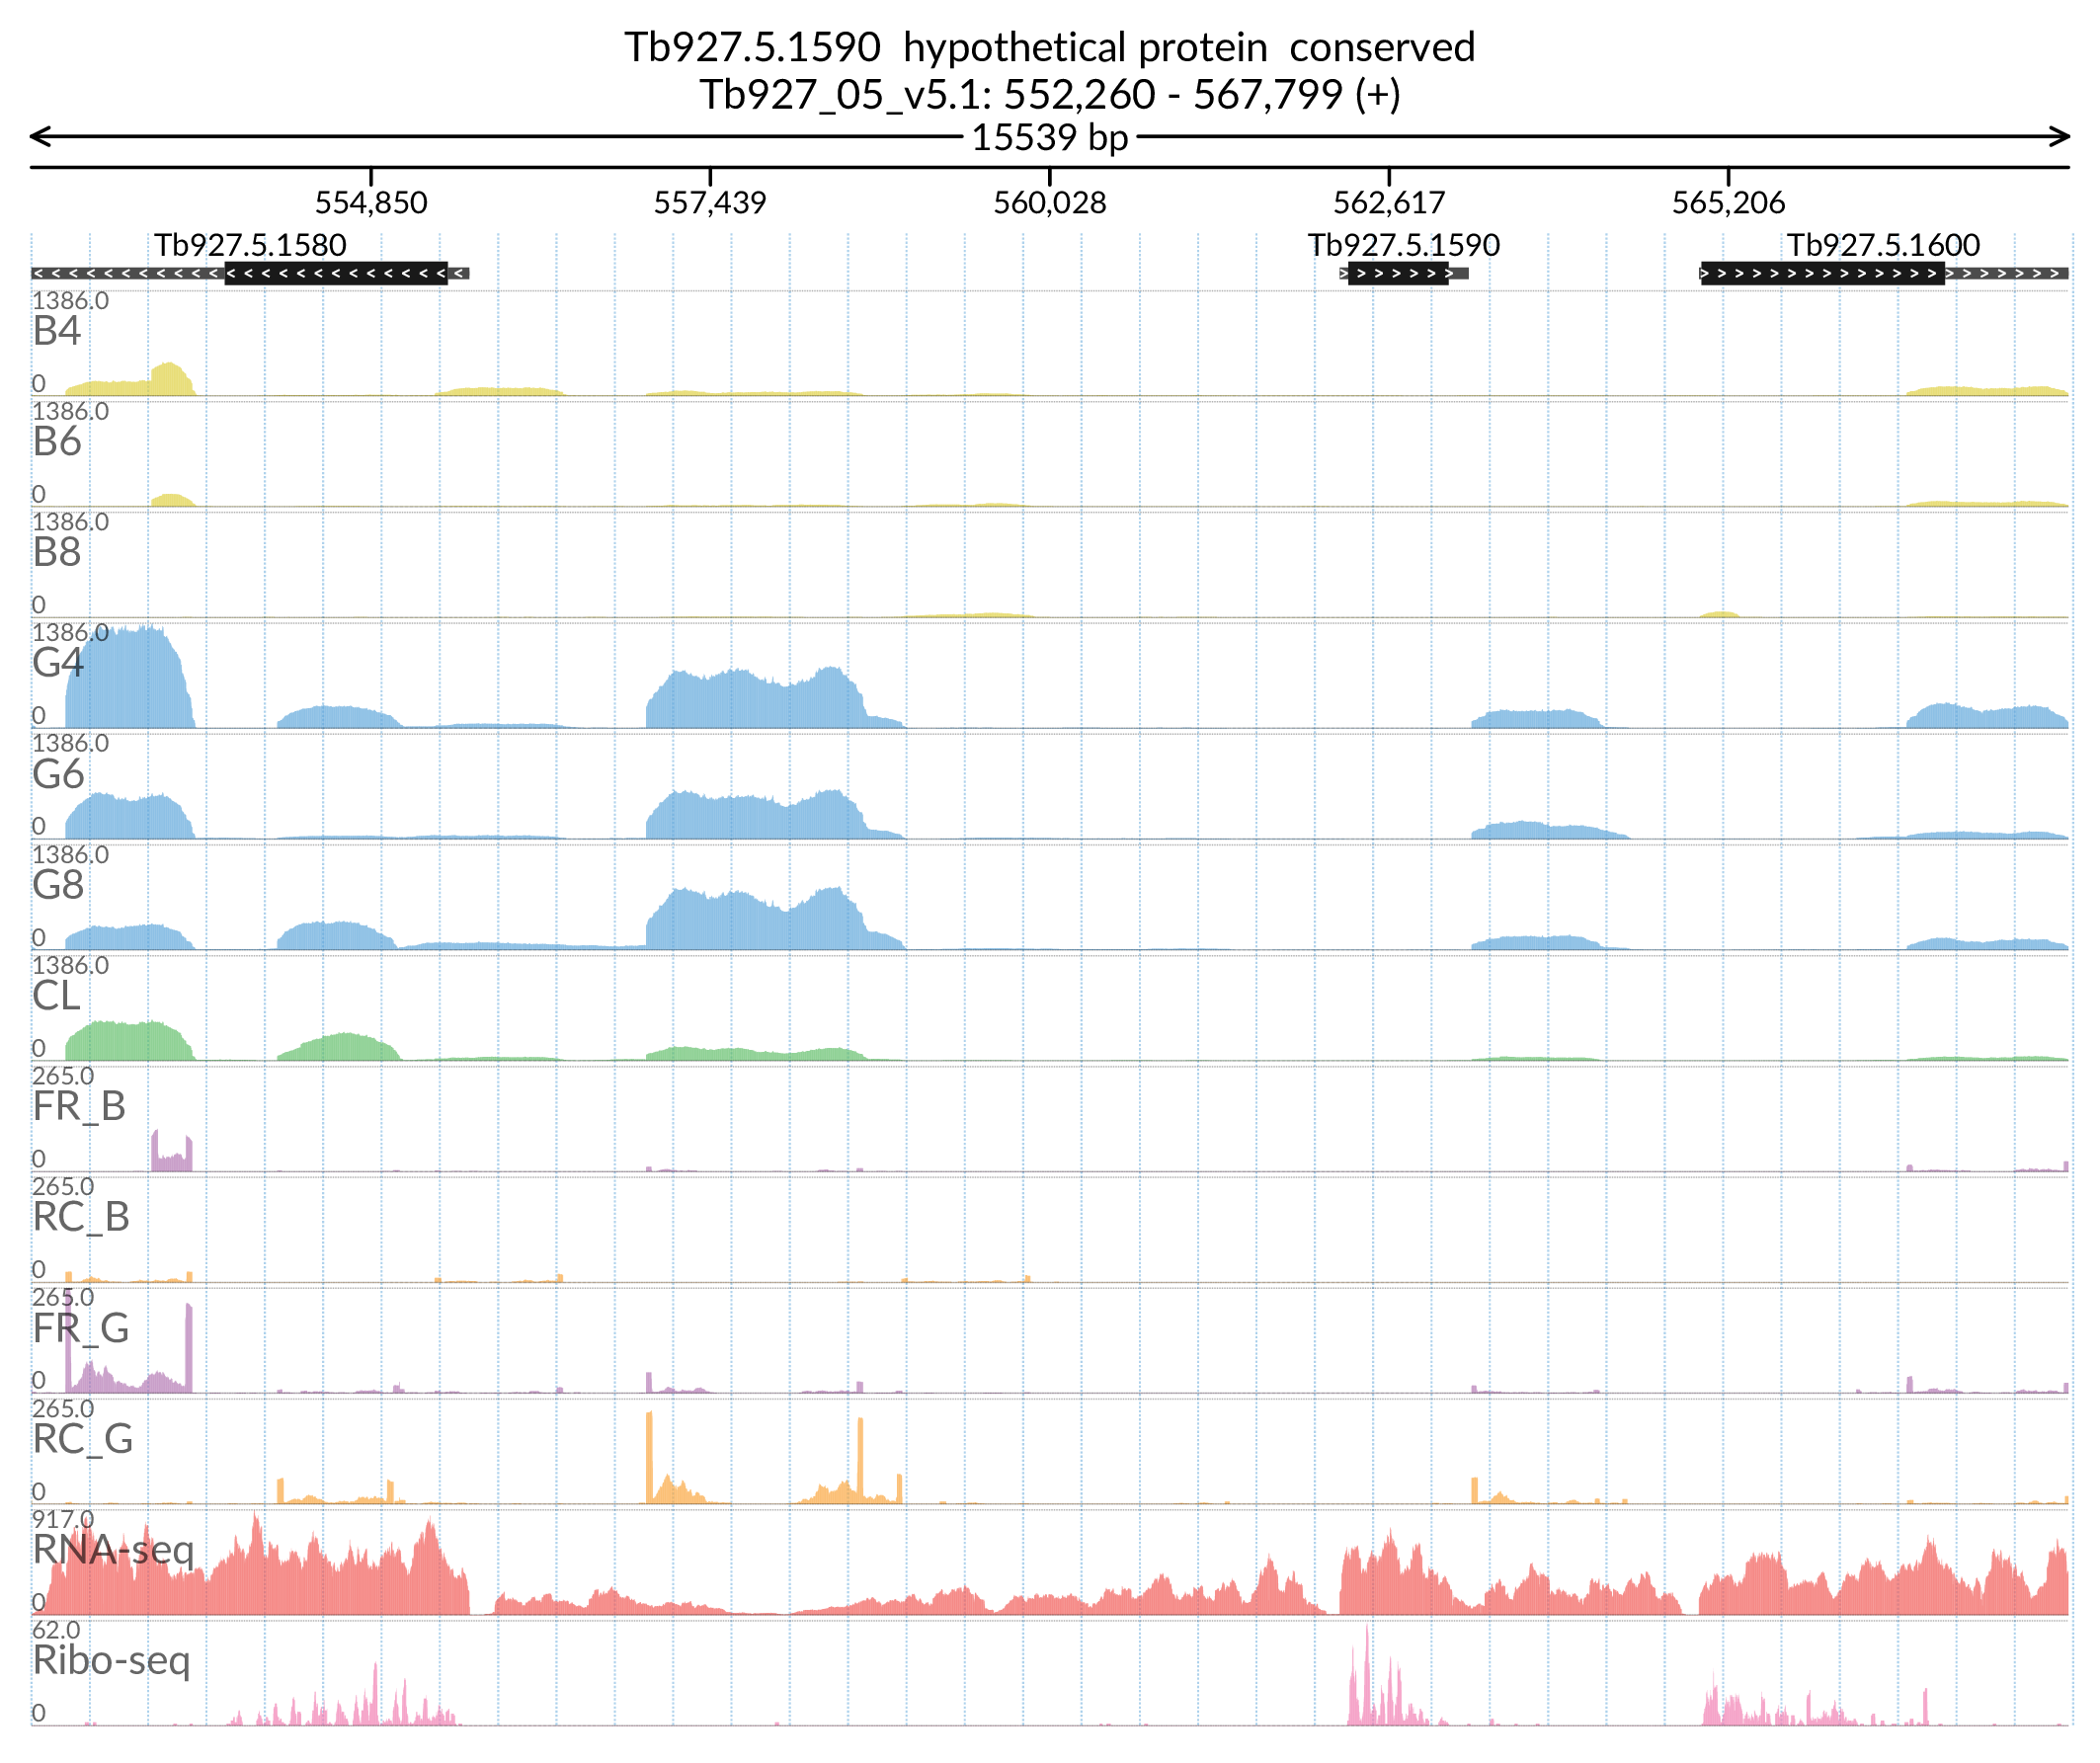 Tb927.5.1590  hypothetical protein  conserved
Tb927_05_v5.1: 552,260 - 567,799 (+)
15539 bp
554,850 557,439 560,028 562,617 565,206
Tb927.5.1580 Tb927.5.1590 Tb927.5.1600
1386.0
B4
0
1386.0
B6
0
1386.0
B8
0
1386.0
G4
0
1386.0
G6
0
1386.0
G8
0
1386.0
CL
0
265.0
FR_B
0
265.0
RC_B
0
265.0
FR_G
0
265.0
RC_G
0
917.0
RNA-seq
0
62.0
Ribo-seq
0